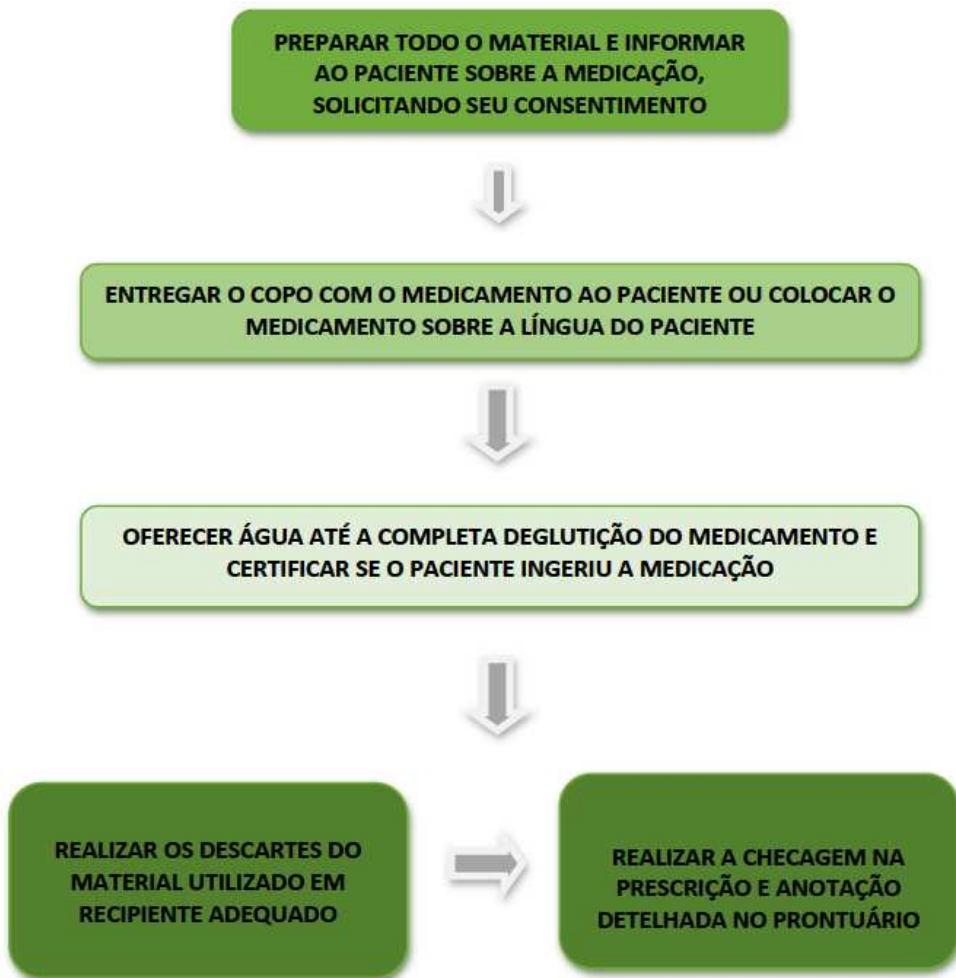 PREPARAR TODO O MATERIAL E INFORMAR
AO PACIENTE SOBRE A MEDICAÇÃO,
SOLICITANDO SEU CONSENTIMENTO
ENTREGAR O COPO COM O MEDICAMENTO AO PACIENTE OU COLOCAR O
MEDICAMENTO SOBRE A LÍNGUA DO PACIENTE
OFERECER ÁGUA ATÉ A COMPLETA DEGLUTIÇÃO DO MEDICAMENTO E
CERTIFICAR SE O PACIENTE INGERIU A MEDICAÇÃO
REALIZAR OS DESCARTES DO
MATERIAL UTILIZADO EM
RECIPIENTE ADEQUADO
REALIZAR A CHECAGEM NA
PRESCRIÇÃO E ANOTAÇÃO
DETELHADA NO PRONTUÁRIO